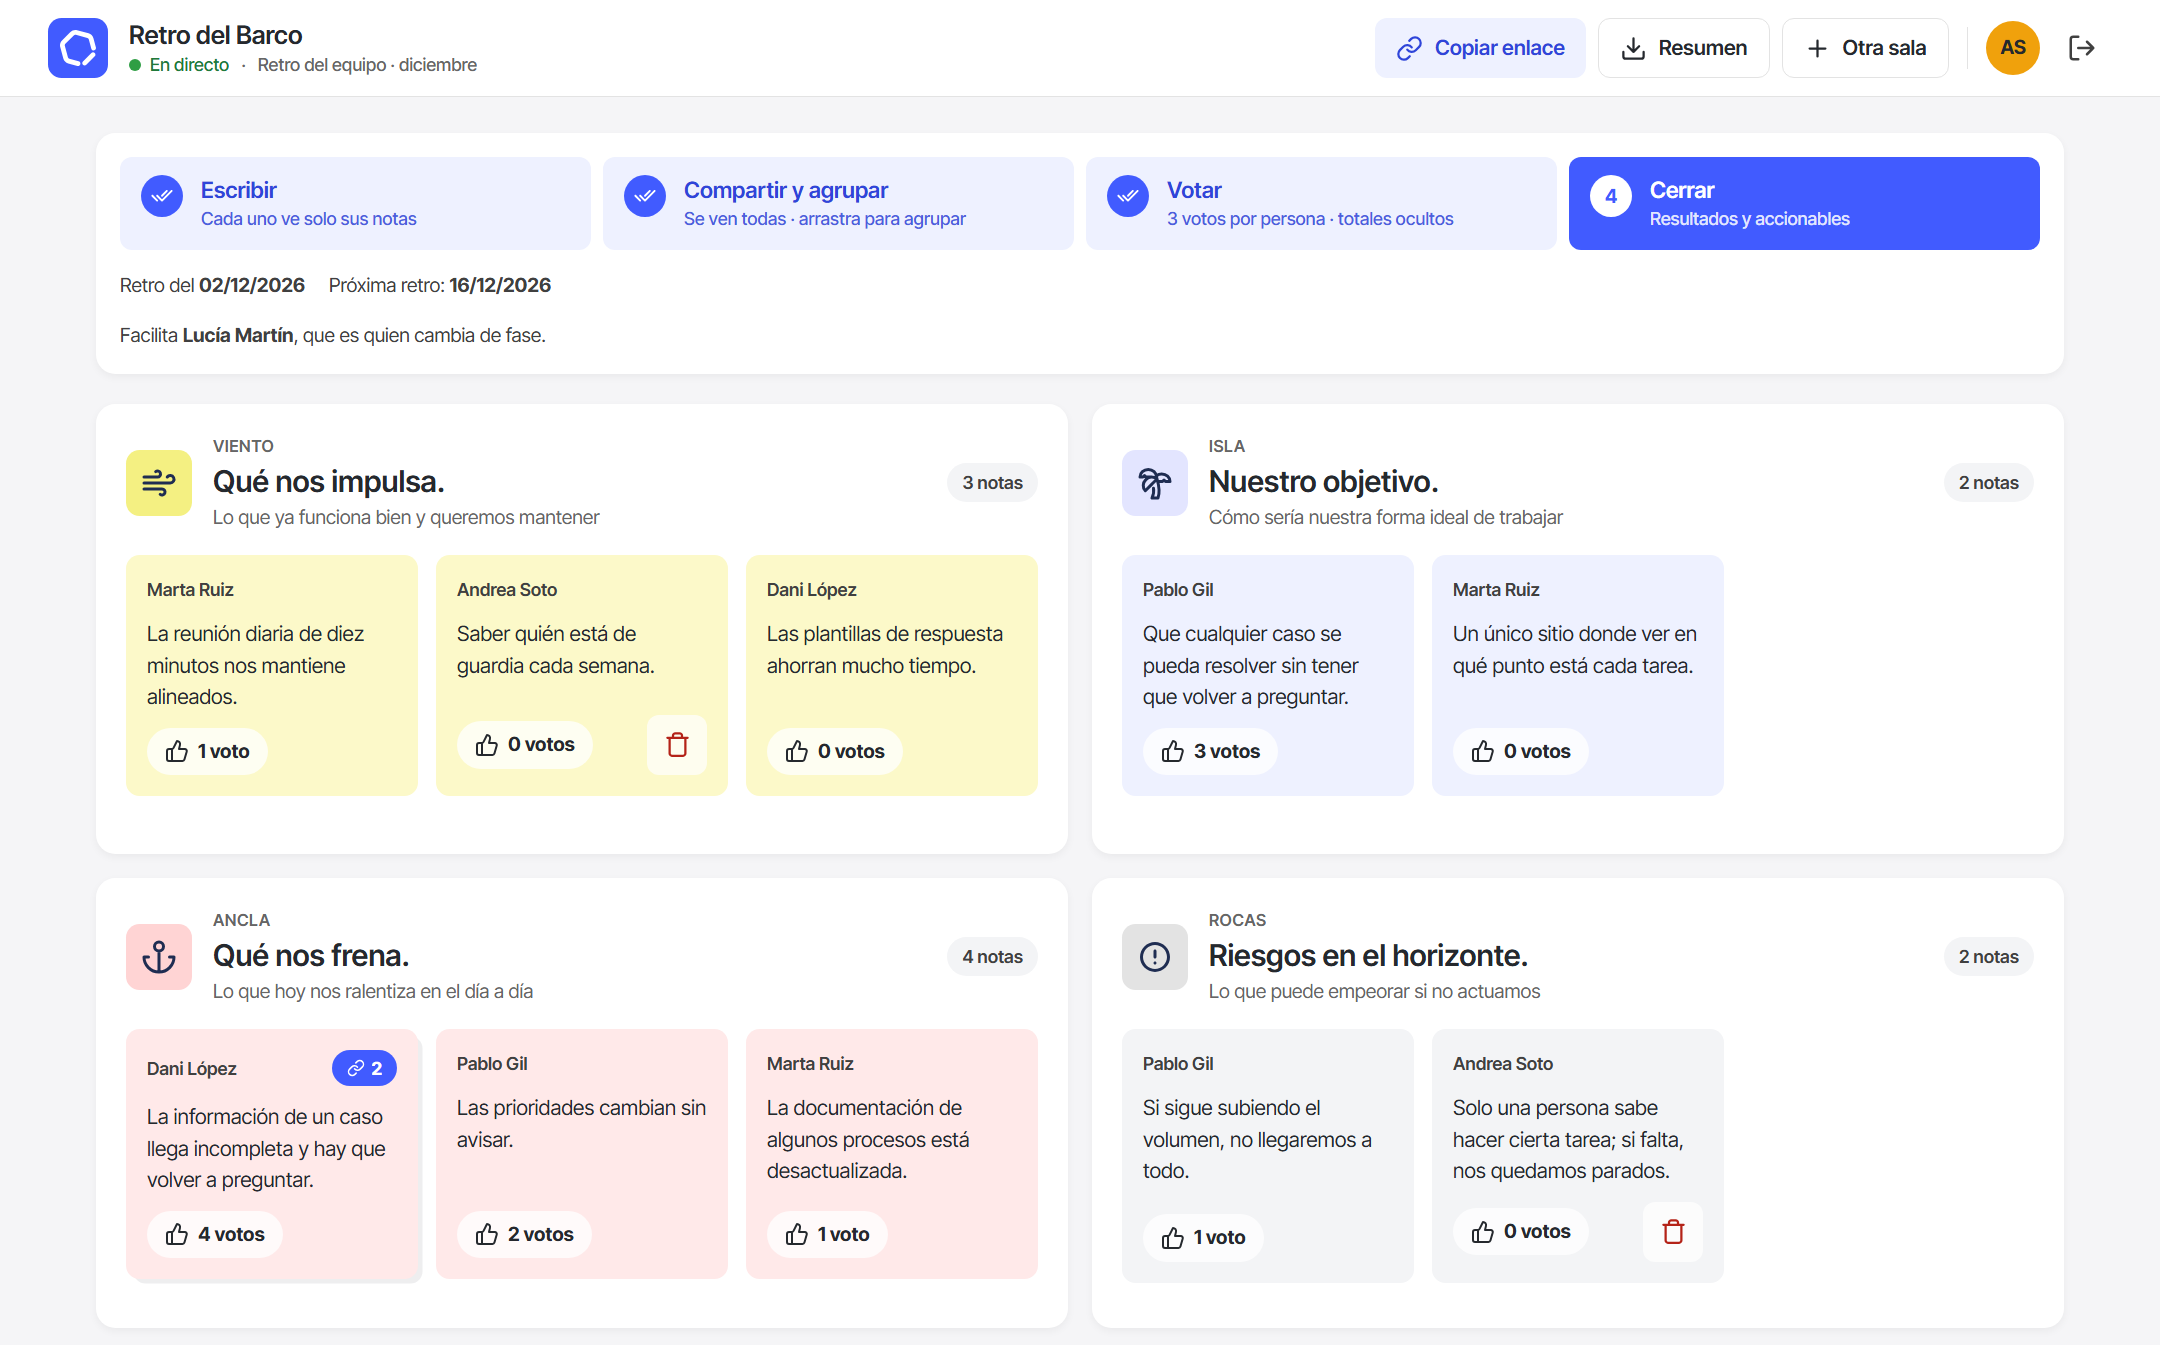 Retro del Barco
En directo · Retro del equipo · diciembre
Copiar enlace
Resumen
Otra sala
AS
Escribir
Cada uno ve solo sus notas
Compartir y agrupar
Se ven todas · arrastra para agrupar
Votar
3 votos por persona · totales ocultos
4
Cerrar
Resultados y accionables
Retro del 02/12/2026 Próxima retro: 16/12/2026
Facilita Lucía Martín, que es quien cambia de fase.
VIENTO
Qué nos impulsa.
Lo que ya funciona bien y queremos mantener
3 notas
Marta Ruiz
La reunión diaria de diez
minutos nos mantiene
alineados.
1 voto
Andrea Soto
Saber quién está de
guardia cada semana.
0 votos
Dani López
Las plantillas de respuesta
ahorran mucho tiempo.
0 votos
ISLA
Nuestro objetivo.
Cómo sería nuestra forma ideal de trabajar
2 notas
Pablo Gil
Que cualquier caso se
pueda resolver sin tener
que volver a preguntar.
3 votos
Marta Ruiz
Un único sitio donde ver en
qué punto está cada tarea.
0 votos
ANCLA
Qué nos frena.
Lo que hoy nos ralentiza en el día a día
4 notas
Dani López
2
La información de un caso
llega incompleta y hay que
volver a preguntar.
4 votos
Pablo Gil
Las prioridades cambian sin
avisar.
2 votos
Marta Ruiz
La documentación de
algunos procesos está
desactualizada.
1 voto
ROCAS
Riesgos en el horizonte.
Lo que puede empeorar si no actuamos
2 notas
Pablo Gil
Si sigue subiendo el
volumen, no llegaremos a
todo.
1 voto
Andrea Soto
Solo una persona sabe
hacer cierta tarea; si falta,
nos quedamos parados.
0 votos